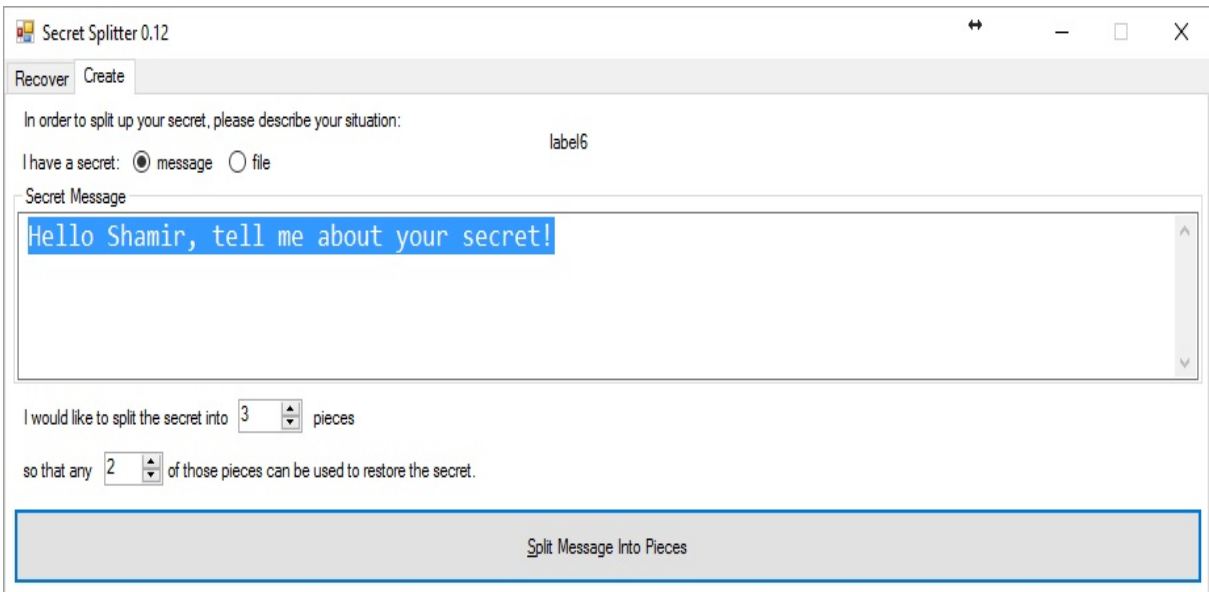 Secret Splitter 0.12
Recover Create
In order to split up your secret, please describe your situation:
label6
I have a secret: message file
Secret Message
Hello Shamir, tell me about your secret!
I would like to split the secret into 3 pieces
so that any 2 of those pieces can be used to restore the secret.
Split Message Into Pieces